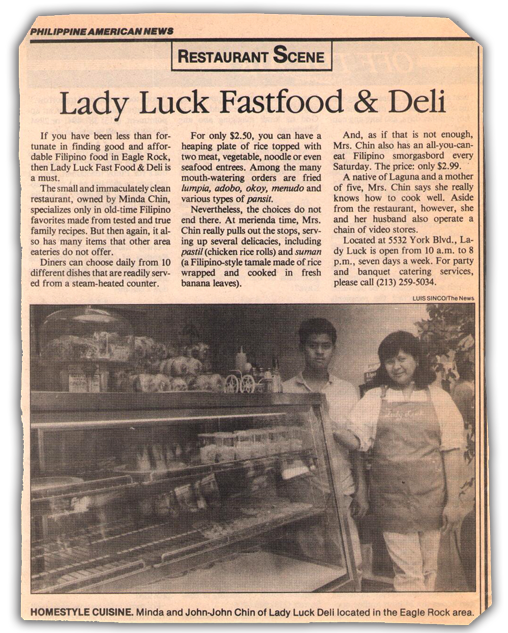 PHILIPPINE AMERICAN NEWS
RESTAURANT SCENE
Lady Luck Fastfood & Deli
If you have been less than for-
tunate in finding good and affor-
dable Filipino food in Eagle Rock,
then Lady Luck Fast Food & Deli is
a must.
The small and immaculately clean
restaurant, owned by Minda Chin,
specializes only in old-time Filipino
favorites made from tested and true
family recipes. But then again, it al-
so has many items that other area
eateries do not offer.
Diners can choose daily from 10
different dishes that are readily serv-
ed from a steam-heated counter.
For only $2.50, you can have a
heaping plate of rice topped with
two meat, vegetable, noodle or even
seafood entrees. Among the many
mouth-watering orders are fried
lumpia, adobo, okoy, menudo and
various types of pansit.
Nevertheless, the choices do not
end there. At merienda time, Mrs.
Chin really pulls out the stops, serv-
ing up several delicacies, including
pastil (chicken rice rolls) and suman
(a Filipino-style tamale made of rice
wrapped and cooked in fresh
banana leaves).
And, as if that is not enough,
Mrs. Chin also has an all-you-can-
eat Filipino smorgasbord every
Saturday. The price: only $2.99.
A native of Laguna and a mother
of five, Mrs. Chin says she really
knows how to cook well. Aside
from the restaurant, however, she
and her husband also operate a
chain of video stores.
Located at 5532 York Blvd., La-
dy Luck is open from 10 a.m. to 8
p.m., seven days a week. For party
and banquet catering services,
please call (213) 259-5034.
LUIS SINCO/The News
Lady Luck
HOMESTYLE CUISINE. Minda and John-John Chin of Lady Luck Deli located in the Eagle Rock area.